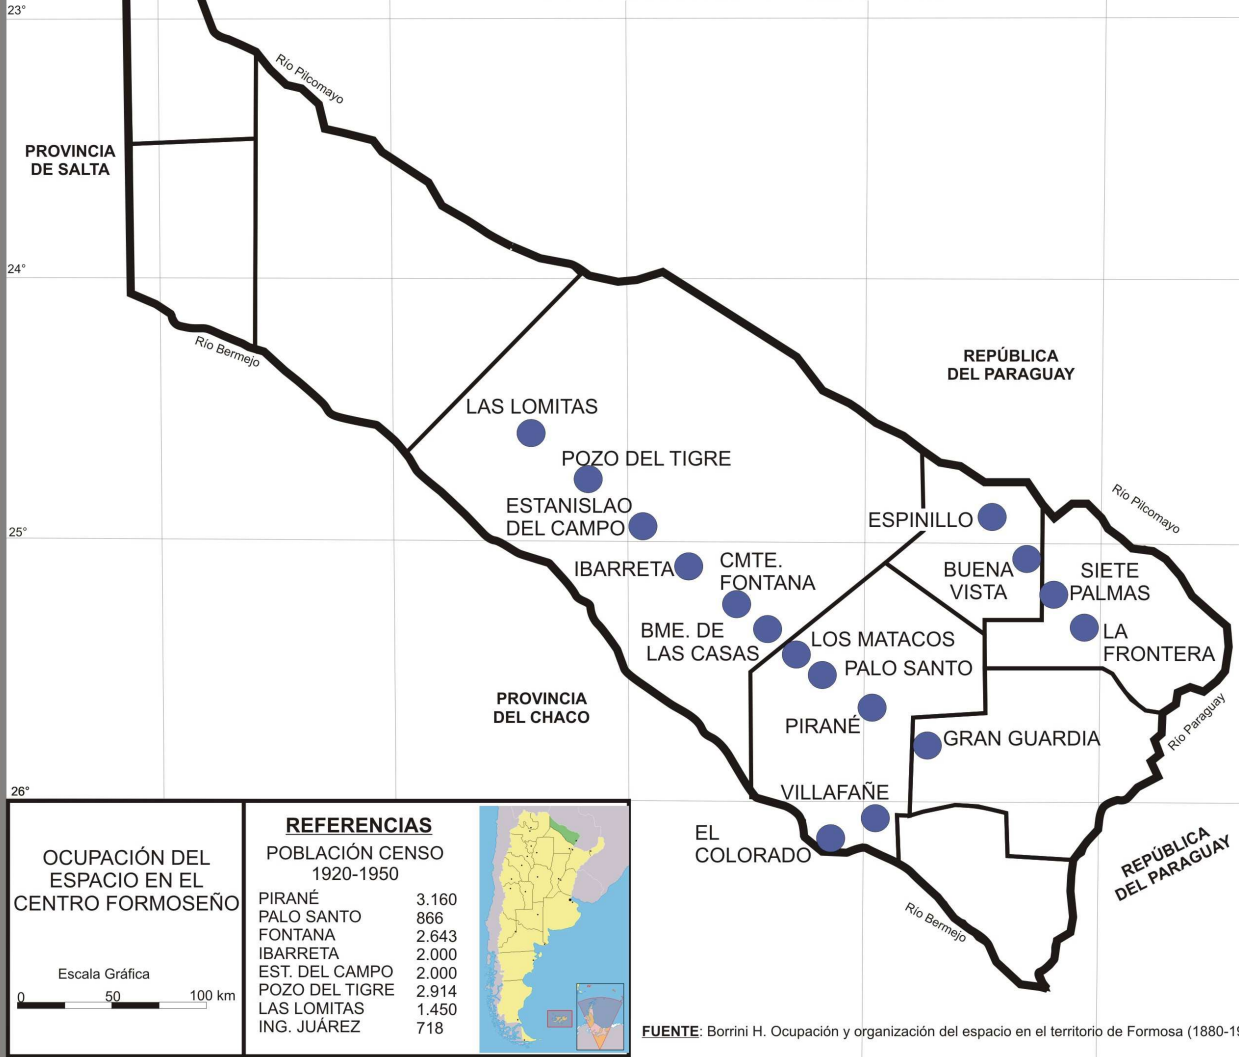 23°
Río Pilcomayo
PROVINCIA
DE SALTA
24°
Río Bermejo
REPÚBLICA
DEL PARAGUAY
LAS LOMITAS
POZO DEL TIGRE
ESTANISLAO
DEL CAMPO
Río Pilcomayo
ESPINILLO
25°
IBARRETA
CMTE.
FONTANA
BUENA
VISTA
SIETE
PALMAS
BME. DE
LAS CASAS
LOS MATACOS
LA
FRONTERA
PALO SANTO
PROVINCIA
DEL CHACO
PIRANÉ
GRAN GUARDIA
Río Paraguay
26°
VILLAFAÑE
EL
COLORADO
REPÚBLICA
DEL PARAGUAY
Río Bermejo
OCUPACIÓN DEL
ESPACIO EN EL
CENTRO FORMOSEÑO
Escala Gráfica
0 50 100 km
REFERENCIAS
POBLACIÓN CENSO
1920-1950
PIRANÉ 3.160
PALO SANTO 866
FONTANA 2.643
IBARRETA 2.000
EST. DEL CAMPO 2.000
POZO DEL TIGRE 2.914
LAS LOMITAS 1.450
ING. JUÁREZ 718
FUENTE: Borrini H. Ocupación y organización del espacio en el territorio de Formosa (1880-19